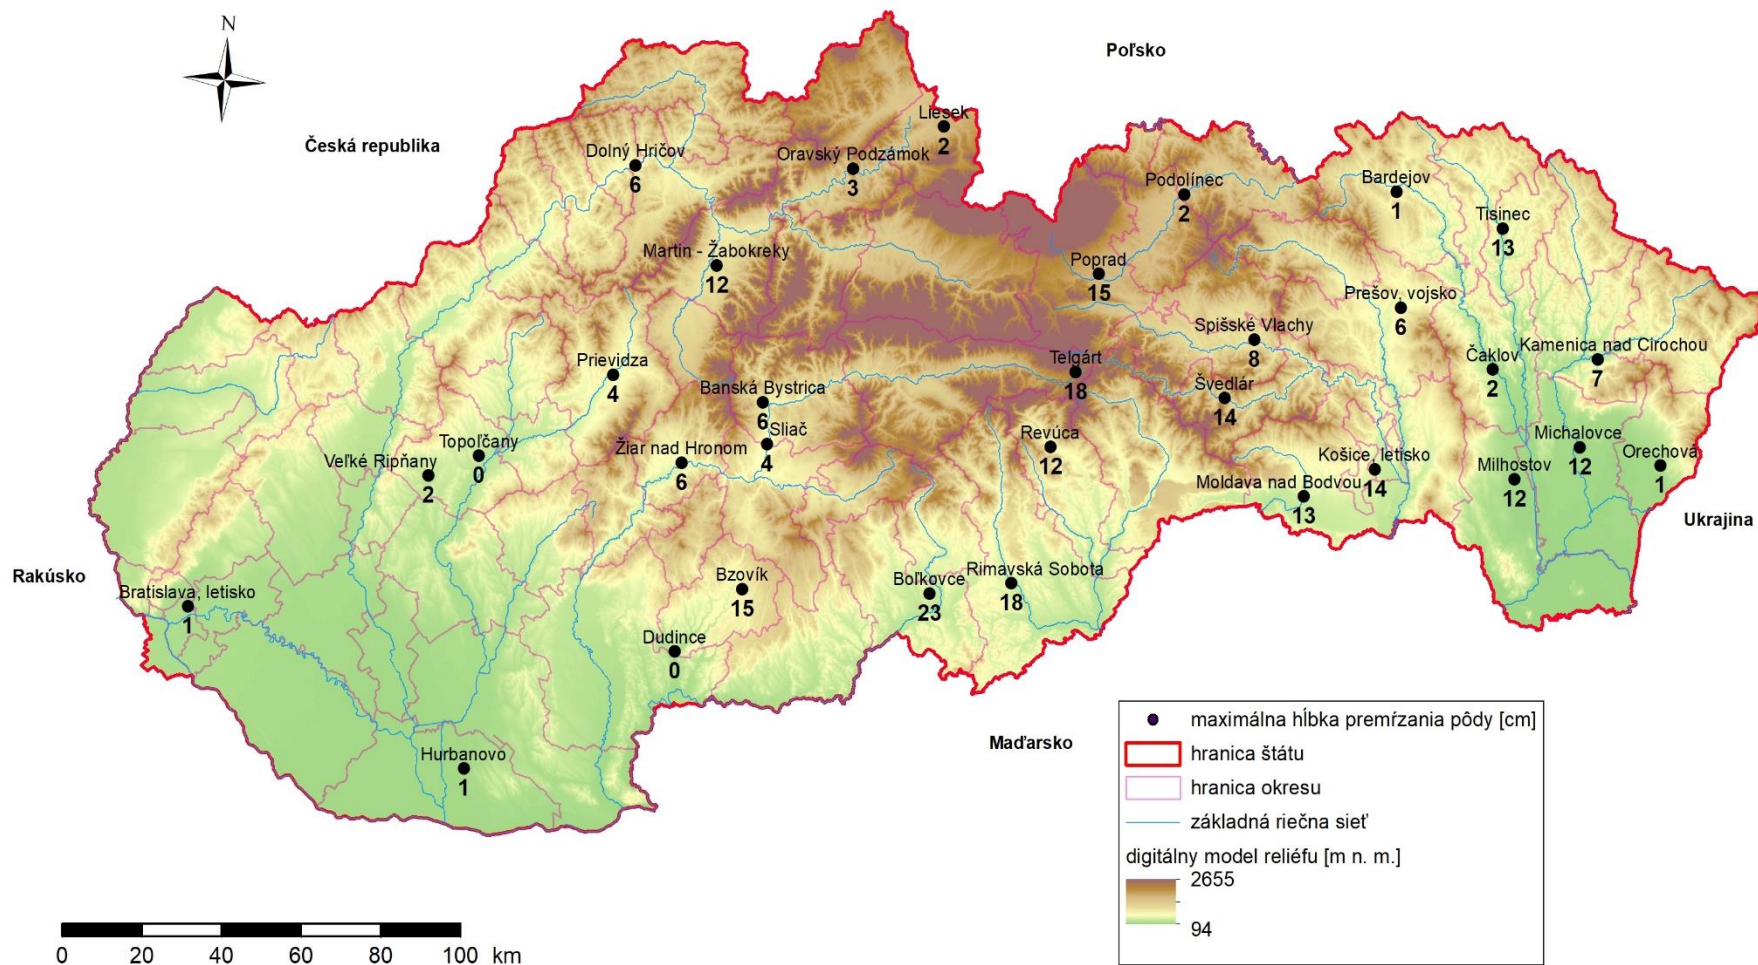 N
Poľsko
Česká republika
Liesek
2
Dolný Hričov
6
Oravský Podzámok
3
Podolínec
2
Bardejov
1
Tisinec
13
Martin - Žabokreky
12
Poprad
15
Prešov, vojsko
6
Spišské Vlachy
8
Kamenica nad Cirochou
7
Čaklov
2
Prievidza
4
Telgárt
18
Švedlár
14
Banská Bystrica
6
Sliač
4
Topoľčany
0
Veľké Ripňany
2
Žiar nad Hronom
6
Revúca
12
Košice, letisko
14
Moldava nad Bodvou
13
Michalovce
12
Milhostov
12
Orechová
1
Ukrajina
Rakúsko
Bratislava, letisko
1
Bzovík
15
Boľkovce
23
Rimavská Sobota
18
Dudince
0
Hurbanovo
1
Maďarsko
maximálna hĺbka premŕzania pôdy [cm]
hranica štátu
hranica okresu
základná riečna sieť
digitálny model reliéfu [m n. m.]
2655
94
0 20 40 60 80 100 km